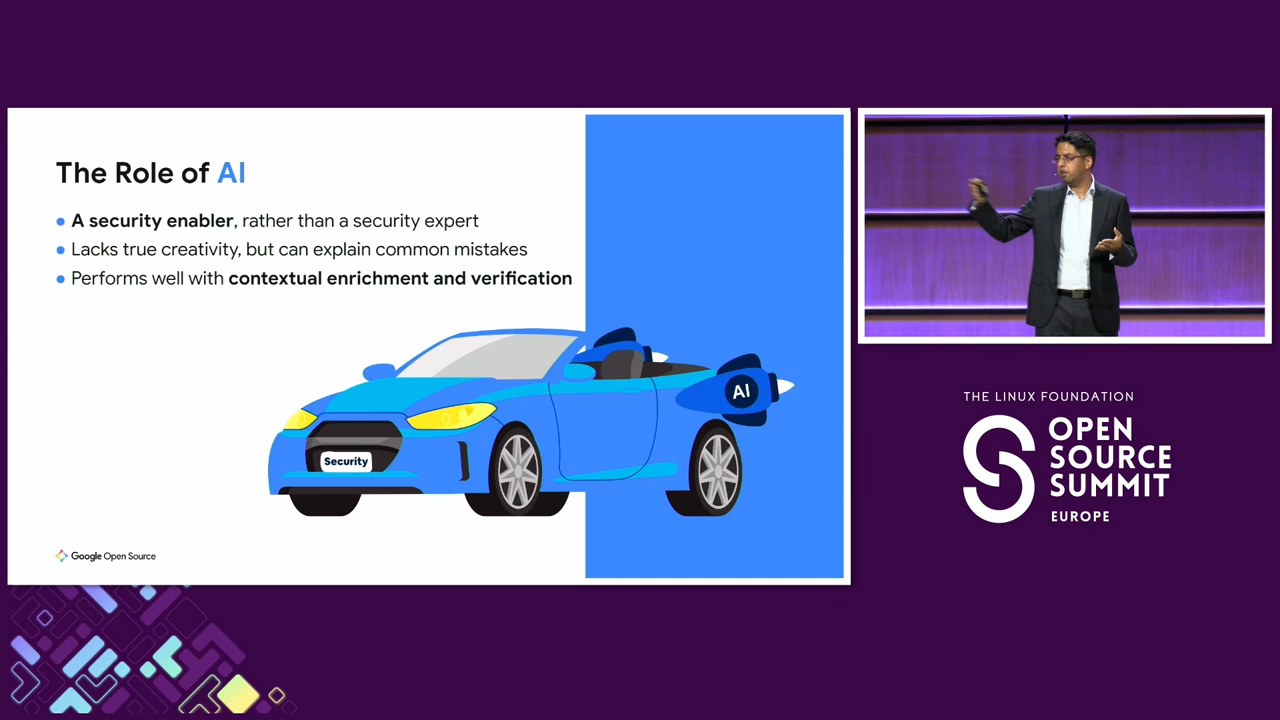 The Role of AI
A security enabler, rather than a security expert
Lacks true creativity, but can explain common mistakes
Performs well with contextual enrichment and verification
AI
Security
Google Open Source
THE LINUX FOUNDATION
OPEN
SOURCE
SUMMIT
EUROPE